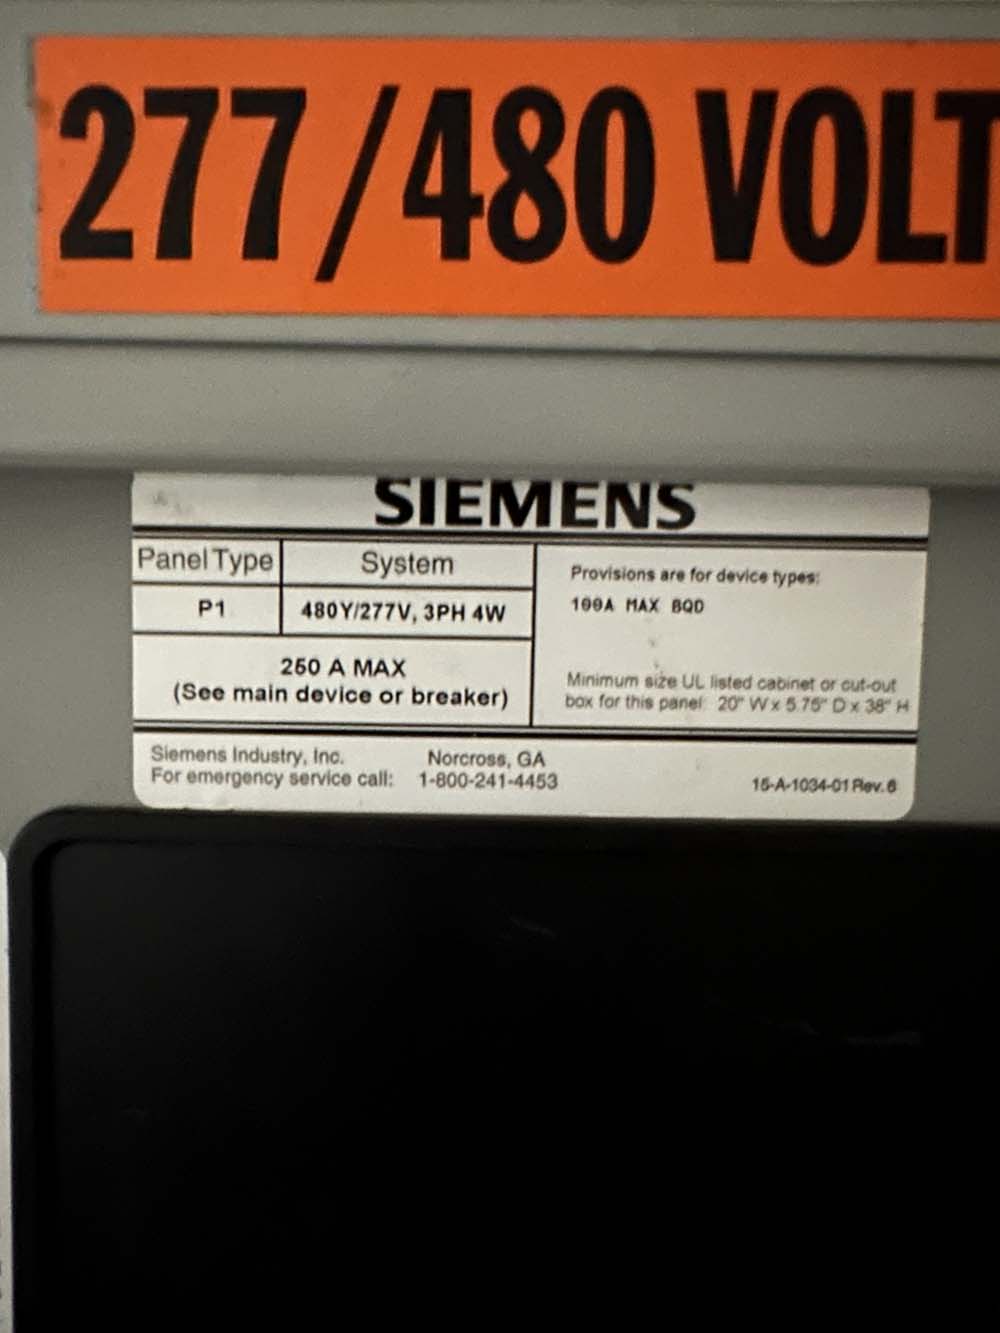 277/480 VOLT
SIEMENS
Panel Type
System
P1
480Y/277V, 3PH 4W
250 A MAX
(See main device or breaker)
Provisions are for device types:
100A MAX BQD
Minimum size UL listed cabinet or cut-out
box for this panel: 20" W x 5.75" D x 38" H
Siemens Industry, Inc. Norcross, GA
For emergency service call: 1-800-241-4453
15-A-1034-01 Rev. 6